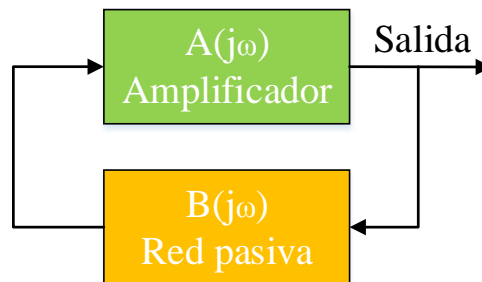 A(jω)
Amplificador
Salida
B(jω)
Red pasiva